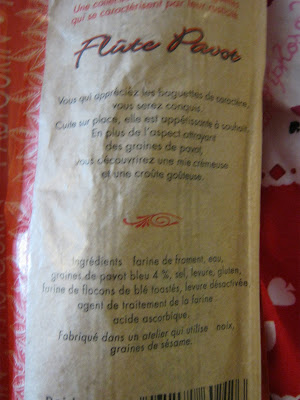 Une
qui se caractérisent par leur
Flûte Pavot
Vous qui appréciez les baguettes de caractère,
vous serez conquis.
Cuite sur place, elle est appétissante à souhait.
En plus de l'aspect attrayant
des graines de pavot,
vous découvrirez une mie crémeuse
et une croûte goûteuse.
Ingrédients : farine de froment, eau,
graines de pavot bleu 4 %, sel, levure, gluten,
farine de flocons de blé toastés, levure désactivée,
agent de traitement de la farine :
acide ascorbique.
Fabriqué dans un atelier qui utilise : noix,
graines de sésame.